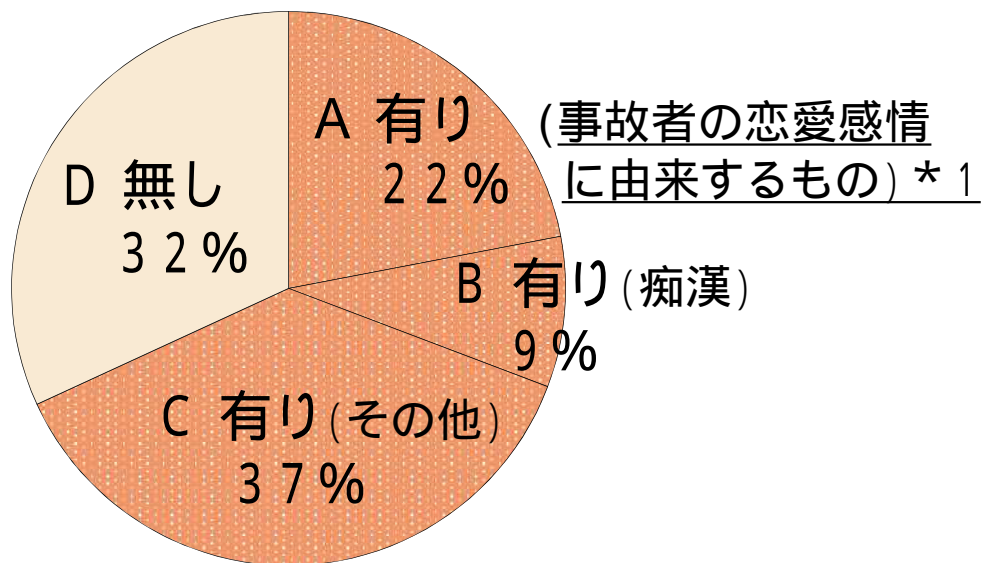 A 有り (事故者の恋愛感情
22% に由来するもの)*1
B 有り(痴漢)
9%
C 有り(その他)
37%
D 無し
32%